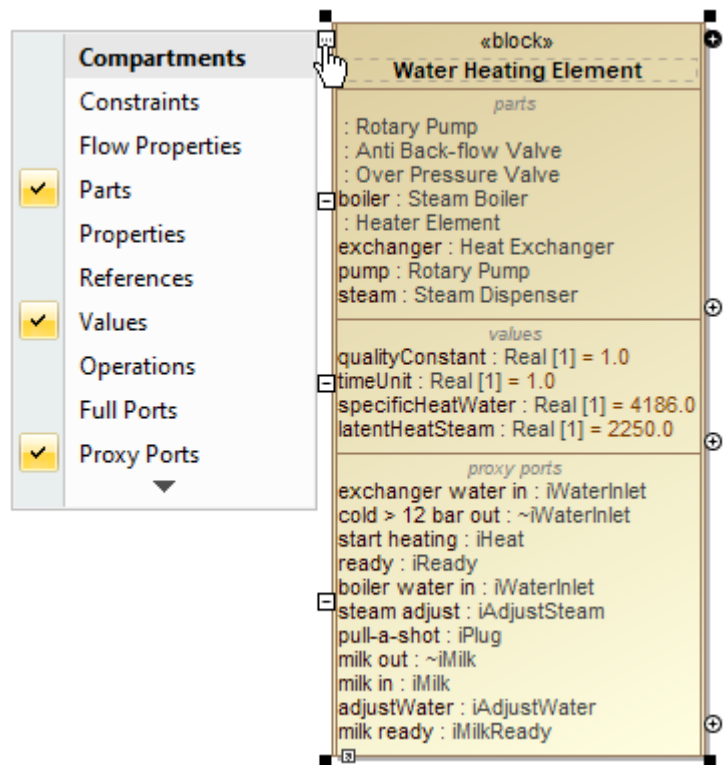 Compartments
Constraints
Flow Properties
Parts
Properties
References
Values
Operations
Full Ports
Proxy Ports
«block»
Water Heating Element
parts
: Rotary Pump
: Anti Back-flow Valve
: Over Pressure Valve
boiler : Steam Boiler
: Heater Element
exchanger : Heat Exchanger
pump : Rotary Pump
steam : Steam Dispenser
values
qualityConstant : Real [1] = 1.0
timeUnit : Real [1] = 1.0
specificHeatWater : Real [1] = 4186.0
latentHeatSteam : Real [1] = 2250.0
proxy ports
exchanger water in : iWaterInlet
cold > 12 bar out : ~iWaterInlet
start heating : iHeat
ready : iReady
boiler water in : iWaterInlet
steam adjust : iAdjustSteam
pull-a-shot : iPlug
milk out : ~iMilk
milk in : iMilk
adjustWater : iAdjustWater
milk ready : iMilkReady